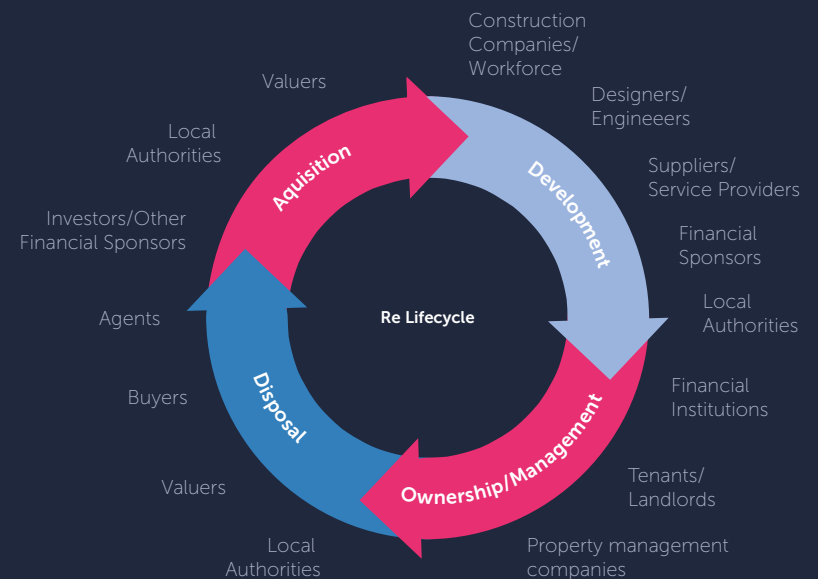 Construction
Companies/
Workforce
Designers/
Engineeers
Suppliers/
Service Providers
Financial
Sponsors
Local
Authorities
Financial
Institutions
Tenants/
Landlords
Property management
companies
Local
Authorities
Valuers
Buyers
Agents
Investors/Other
Financial Sponsors
Local
Authorities
Valuers
Aquisition
Development
Ownership/Management
Disposal
Re Lifecycle